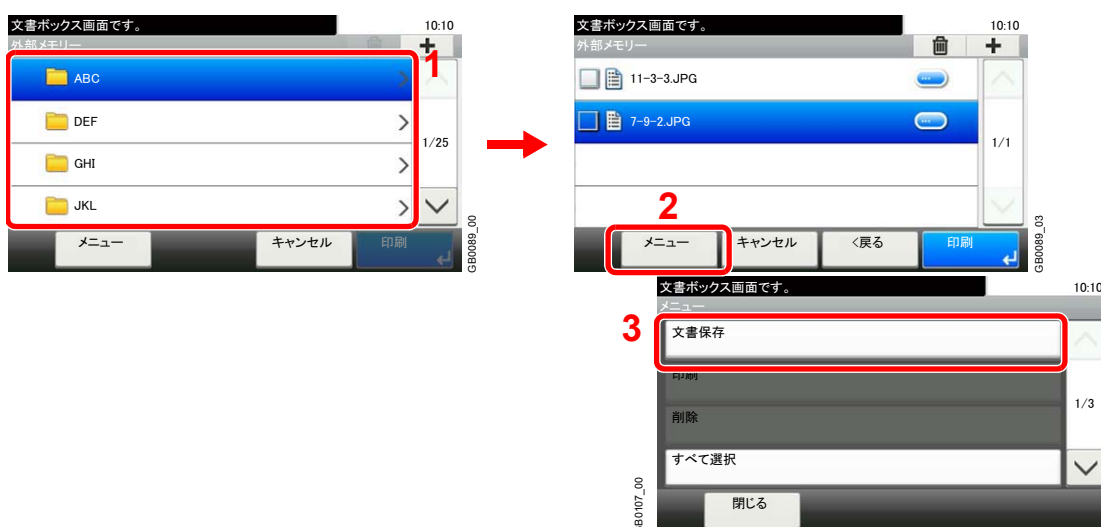 文書ボックス画面です。 10:10
外部メモリー
1
ABC
DEF
1/25
GHI
JKL
メニュー キャンセル 印刷
GB0089_00
文書ボックス画面です。 10:10
外部メモリー
11-3-3.JPG
7-9-2.JPG
1/1
2
メニュー キャンセル <戻る 印刷
GB0089_03
文書ボックス画面です。 10:10
メニュー
3
文書保存
印刷
1/3
削除
すべて選択
閉じる
GB0107_00